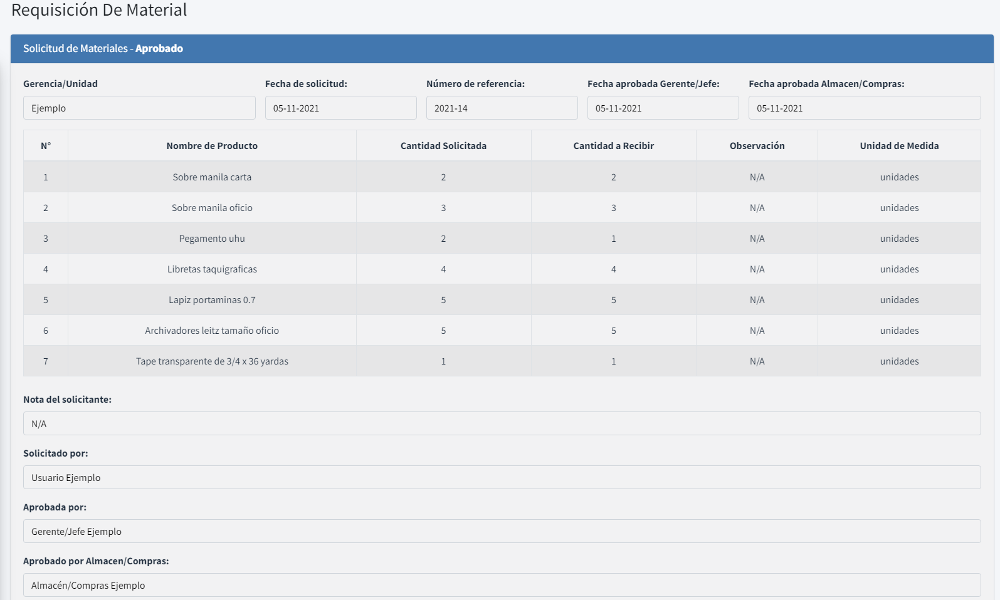 Requisición De Material
Solicitud de Materiales - Aprobado
Gerencia/Unidad Fecha de solicitud: Número de referencia: Fecha aprobada Gerente/Jefe: Fecha aprobada Almacen/Compras:
Ejemplo 05-11-2021 2021-14 05-11-2021 05-11-2021
N° Nombre de Producto Cantidad Solicitada Cantidad a Recibir Observación Unidad de Medida
1 Sobre manila carta 2 2 N/A unidades
2 Sobre manila oficio 3 3 N/A unidades
3 Pegamento uhu 2 1 N/A unidades
4 Libretas taquigraficas 4 4 N/A unidades
5 Lapiz portaminas 0.7 5 5 N/A unidades
6 Archivadores leitz tamaño oficio 5 5 N/A unidades
7 Tape transparente de 3/4 x 36 yardas 1 1 N/A unidades
Nota del solicitante:
N/A
Solicitado por:
Usuario Ejemplo
Aprobada por:
Gerente/Jefe Ejemplo
Aprobado por Almacen/Compras:
Almacén/Compras Ejemplo